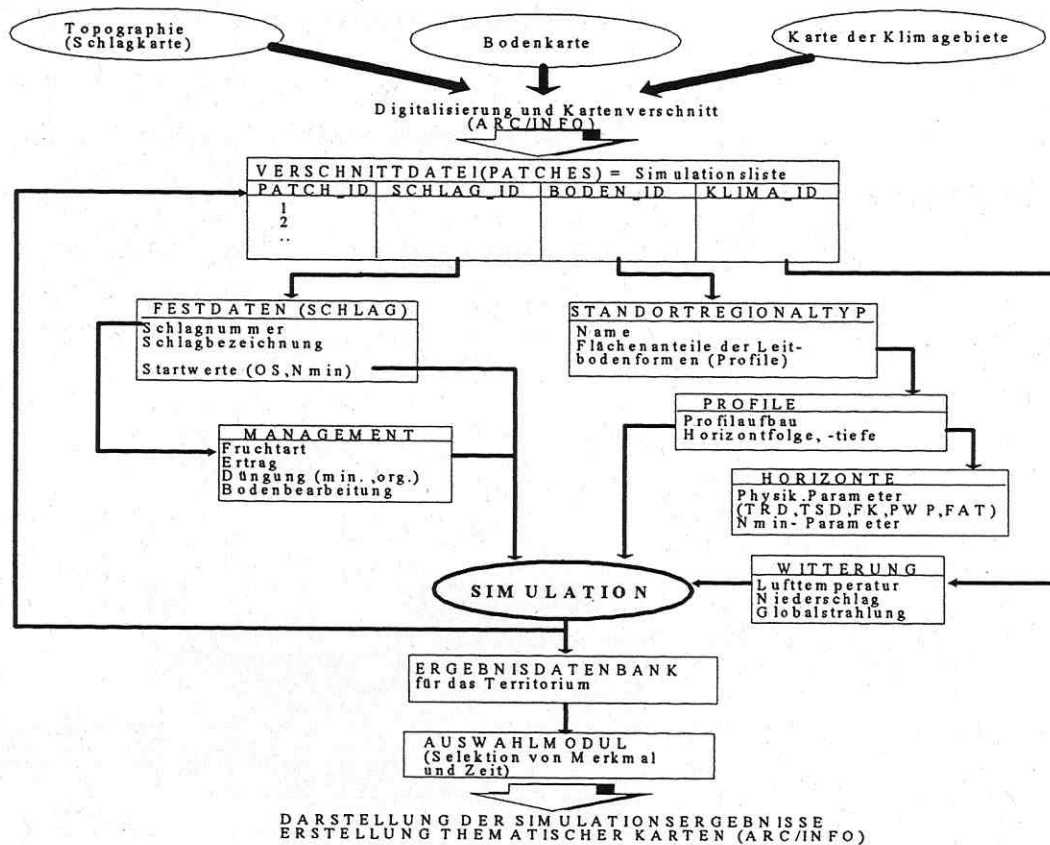 Topographie
(Schlagkarte)
Bodenkarte
Karte der Klimagebiete
Digitalisierung und Kartenverschnitt
(ARC/INFO)
VERSCHNITTDATEI(PATCHES) = Simulationsliste
PATCH_ID SCHLAG_ID BODEN_ID KLIMA_ID
1
2
..
FESTDATEN (SCHLAG)
Schlagnummer
Schlagbezeichnung
Startwerte (OS,Nmin)
STANDORTREGIONALTYP
Name
Flächenanteile der Leit-
bodenformen (Profile)
PROFILE
Profilaufbau
Horizontfolge, -tiefe
MANAGEMENT
Fruchtart
Ertrag
Düngung (min.,org.)
Bodenbearbeitung
HORIZONTE
Physik.Parameter
(TRD,TSD,FK,PWP,FAT)
Nmin-Parameter
WITTERUNG
Lufttemperatur
Niederschlag
Globalstrahlung
SIMULATION
ERGEBNISDATENBANK
für das Territorium
AUSWAHLMODUL
(Selektion von Merkmal
und Zeit)
DARSTELLUNG DER SIMULATIONSERGEBNISSE
ERSTELLUNG THEMATISCHER KARTEN (ARC/INFO)